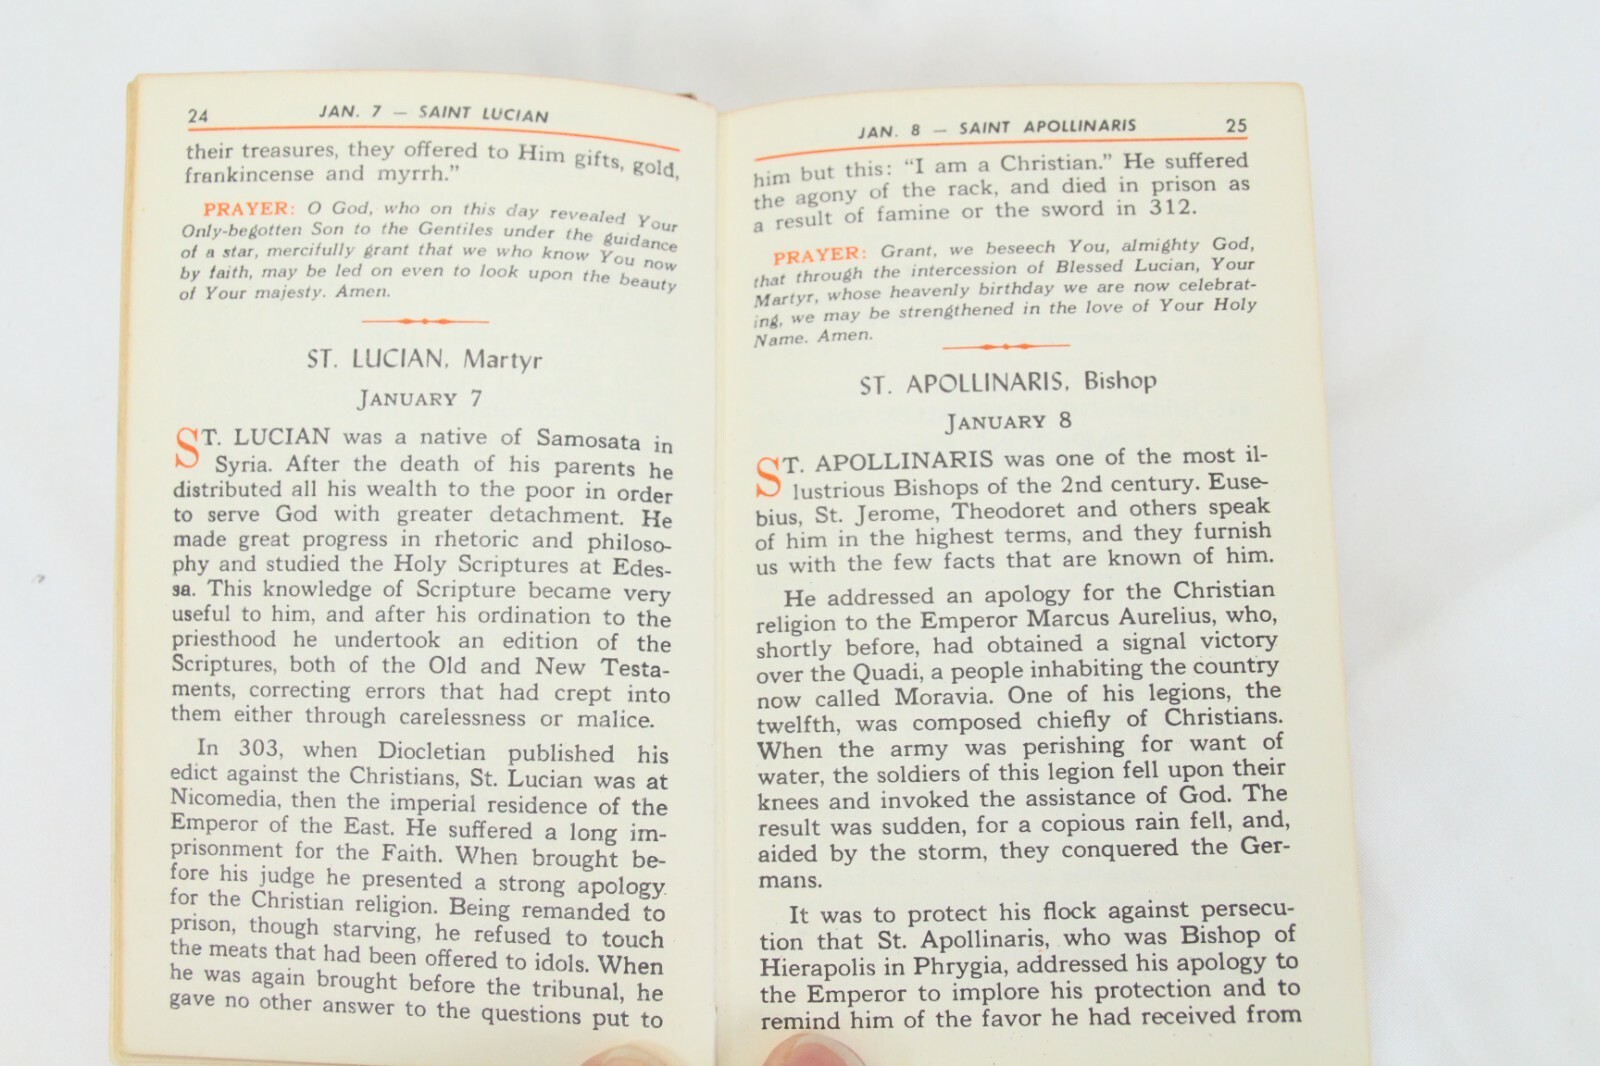 24
JAN. 7 — SAINT LUCIAN
their treasures, they offered to Him gifts, gold,
frankincense and myrrh."
PRAYER: O God, who on this day revealed Your
Only-begotten Son to the Gentiles under the guidance
of a star, mercifully grant that we who know You now
by faith, may be led on even to look upon the beauty
of Your majesty. Amen.
ST. LUCIAN, Martyr
JANUARY 7
ST. LUCIAN was a native of Samosata in
Syria. After the death of his parents he
distributed all his wealth to the poor in order
to serve God with greater detachment. He
made great progress in rhetoric and philoso-
phy and studied the Holy Scriptures at Edes-
sa. This knowledge of Scripture became very
useful to him, and after his ordination to the
priesthood he undertook an edition of the
Scriptures, both of the Old and New Testa-
ments, correcting errors that had crept into
them either through carelessness or malice.
In 303, when Diocletian published his
edict against the Christians, St. Lucian was at
Nicomedia, then the imperial residence of the
Emperor of the East. He suffered a long im-
prisonment for the Faith. When brought be-
fore his judge he presented a strong apology
for the Christian religion. Being remanded to
prison, though starving, he refused to touch
the meats that had been offered to idols. When
he was again brought before the tribunal, he
gave no other answer to the questions put to
JAN. 8 — SAINT APOLLINARIS
25
him but this: "I am a Christian." He suffered
the agony of the rack, and died in prison as
a result of famine or the sword in 312.
PRAYER: Grant, we beseech You, almighty God,
that through the intercession of Blessed Lucian, Your
Martyr, whose heavenly birthday we are now celebrat-
ing, we may be strengthened in the love of Your Holy
Name. Amen.
ST. APOLLINARIS, Bishop
JANUARY 8
ST. APOLLINARIS was one of the most il-
lustrious Bishops of the 2nd century. Euse-
bius, St. Jerome, Theodoret and others speak
of him in the highest terms, and they furnish
us with the few facts that are known of him.
He addressed an apology for the Christian
religion to the Emperor Marcus Aurelius, who,
shortly before, had obtained a signal victory
over the Quadi, a people inhabiting the country
now called Moravia. One of his legions, the
twelfth, was composed chiefly of Christians.
When the army was perishing for want of
water, the soldiers of this legion fell upon their
knees and invoked the assistance of God. The
result was sudden, for a copious rain fell, and,
aided by the storm, they conquered the Ger-
mans.
It was to protect his flock against persecu-
tion that St. Apollinaris, who was Bishop of
Hierapolis in Phrygia, addressed his apology to
the Emperor to implore his protection and to
remind him of the favor he had received from